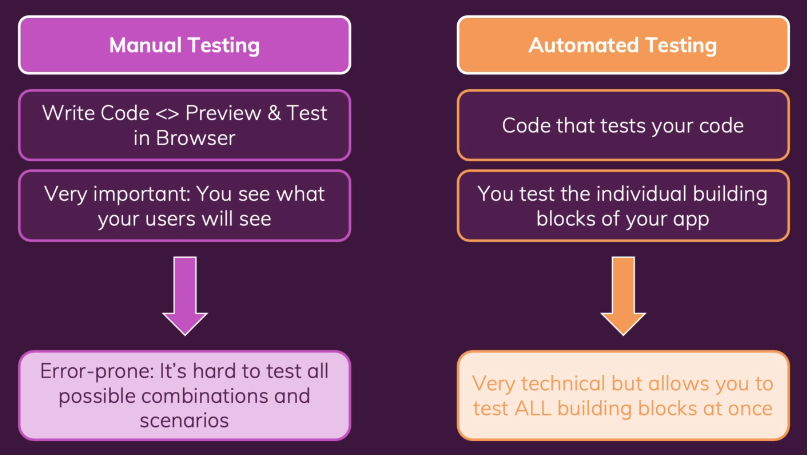 Manual Testing
Write Code <> Preview & Test
in Browser
Very important: You see what
your users will see
Error-prone: It’s hard to test all
possible combinations and
scenarios
Automated Testing
Code that tests your code
You test the individual building
blocks of your app
Very technical but allows you to
test ALL building blocks at once